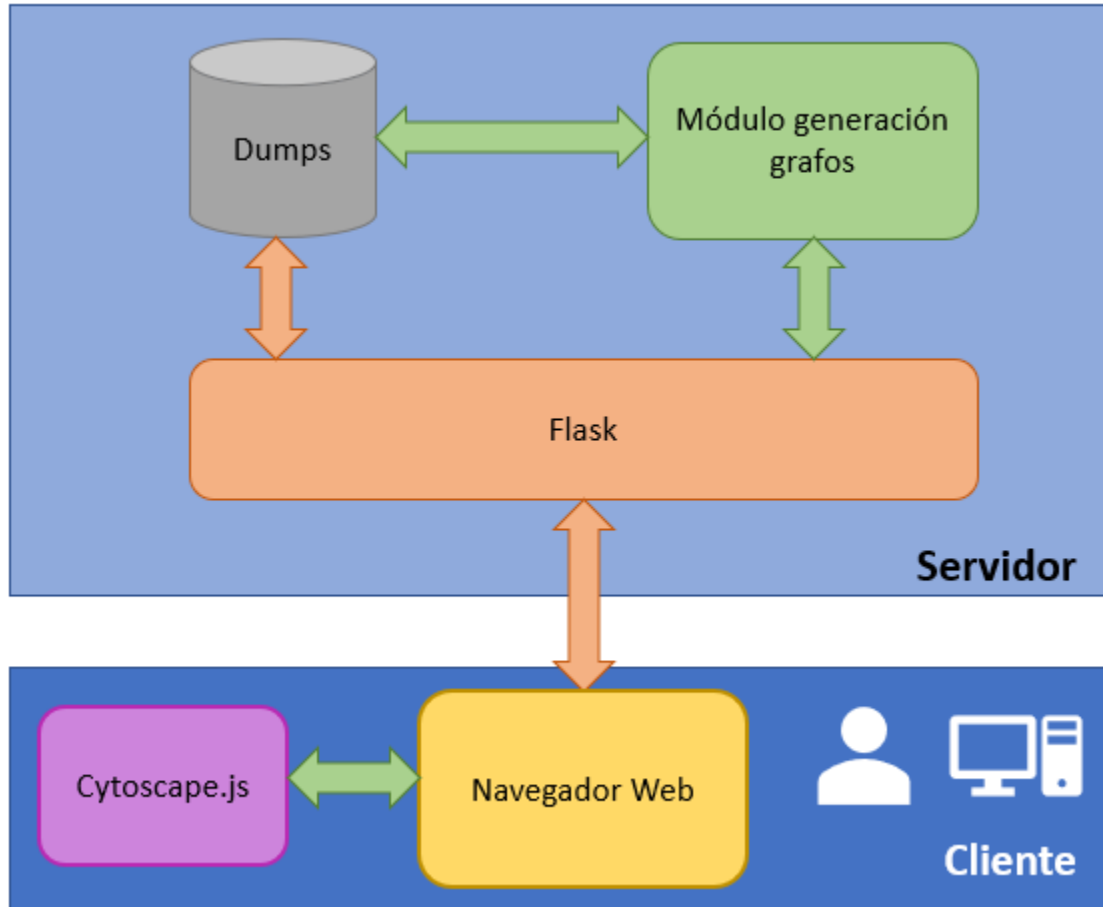 Dumps
Módulo generación
grafos
Flask
Servidor
Cytoscape.js
Navegador Web
Cliente